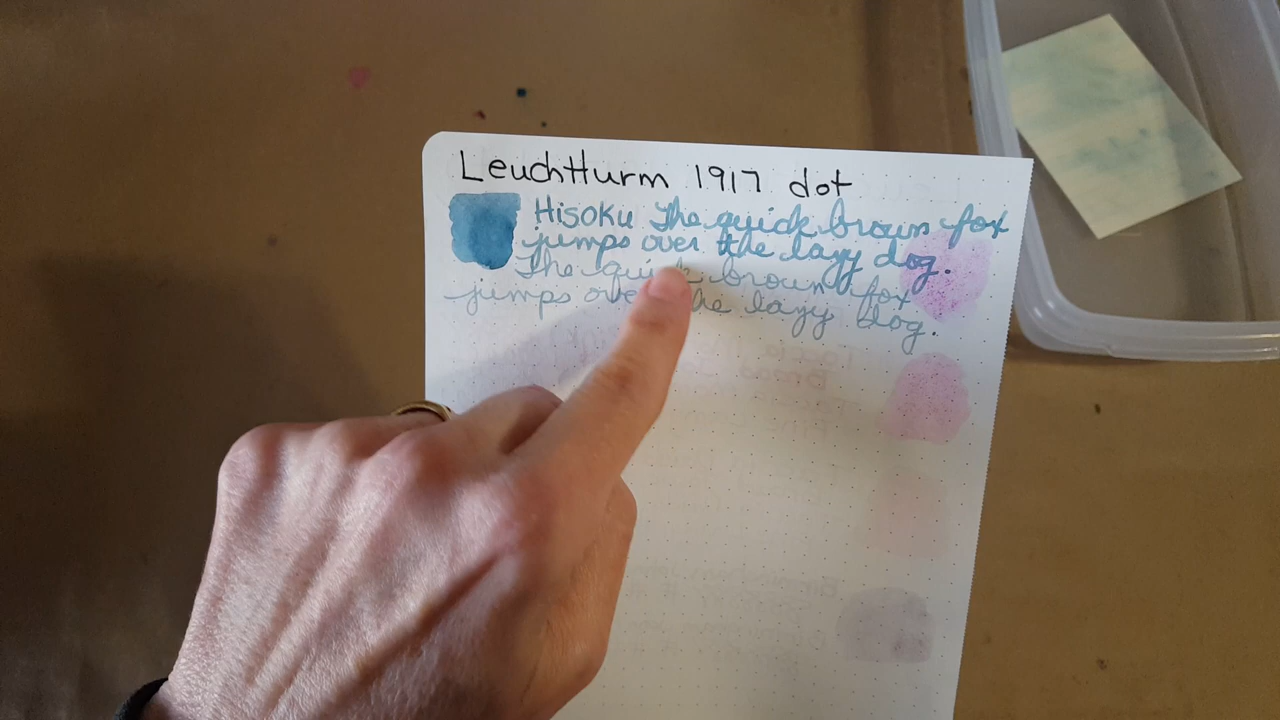 Leuchtturm 1917 dot
Hisoku The quick brown fox
jumps over the lazy dog.
The quick brown fox
jumps over the lazy dog.